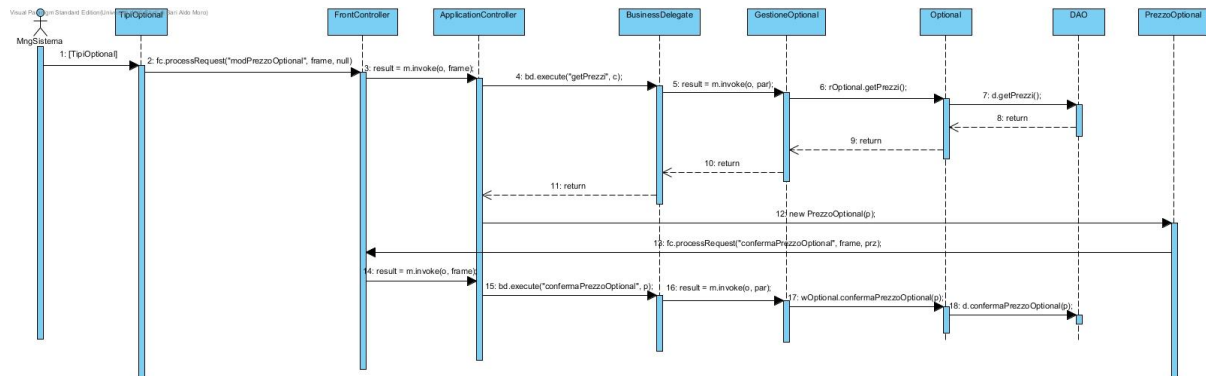 Visual Paradigm Standard Edition(Università di Bari Aldo Moro)
TipiOptional
FrontController
ApplicationController
BusinessDelegate
GestioneOptional
Optional
DAO
PrezzoOptional
MngSistema
1: [TipiOptional]
2: fc.processRequest("modPrezzoOptional", frame, null)
3: result = m.invoke(o, frame);
4: bd.execute("getPrezzi", c);
5: result = m.invoke(o, par);
6: rOptional.getPrezzi();
7: d.getPrezzi();
8: return
9: return
10: return
11: return
12: new PrezzoOptional(p);
13: fc.processRequest("confermaPrezzoOptional", frame, prz);
14: result = m.invoke(o, frame);
15: bd.execute("confermaPrezzoOptional", p);
16: result = m.invoke(o, par);
17: wOptional.confermaPrezzoOptional(p);
18: d.confermaPrezzoOptional(p);